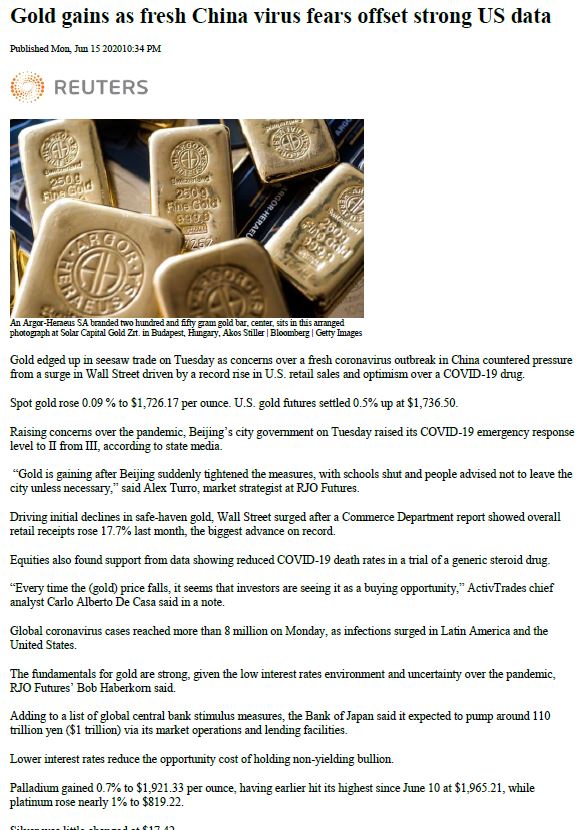 Gold gains as fresh China virus fears offset strong US data
Published Mon, Jun 15 202010:34 PM
REUTERS
250g
Fine Gold
250g
Fine Gold
999.9
ARGOR HERAEUS SA
An Argor-Heraeus SA branded two hundred and fifty gram gold bar, center, sits in this arranged
photograph at Solar Capital Gold Zrt. in Budapest, Hungary, Akos Stiller | Bloomberg | Getty Images
Gold edged up in seesaw trade on Tuesday as concerns over a fresh coronavirus outbreak in China countered pressure
from a surge in Wall Street driven by a record rise in U.S. retail sales and optimism over a COVID-19 drug.
Spot gold rose 0.09 % to $1,726.17 per ounce. U.S. gold futures settled 0.5% up at $1,736.50.
Raising concerns over the pandemic, Beijing’s city government on Tuesday raised its COVID-19 emergency response
level to II from III, according to state media.
“Gold is gaining after Beijing suddenly tightened the measures, with schools shut and people advised not to leave the
city unless necessary,” said Alex Turro, market strategist at RJO Futures.
Driving initial declines in safe-haven gold, Wall Street surged after a Commerce Department report showed overall
retail receipts rose 17.7% last month, the biggest advance on record.
Equities also found support from data showing reduced COVID-19 death rates in a trial of a generic steroid drug.
“Every time the (gold) price falls, it seems that investors are seeing it as a buying opportunity,” ActivTrades chief
analyst Carlo Alberto De Casa said in a note.
Global coronavirus cases reached more than 8 million on Monday, as infections surged in Latin America and the
United States.
The fundamentals for gold are strong, given the low interest rates environment and uncertainty over the pandemic,
RJO Futures’ Bob Haberkorn said.
Adding to a list of global central bank stimulus measures, the Bank of Japan said it expected to pump around 110
trillion yen ($1 trillion) via its market operations and lending facilities.
Lower interest rates reduce the opportunity cost of holding non-yielding bullion.
Palladium gained 0.7% to $1,921.33 per ounce, having earlier hit its highest since June 10 at $1,965.21, while
platinum rose nearly 1% to $819.22.
Silver was little changed at $17.42